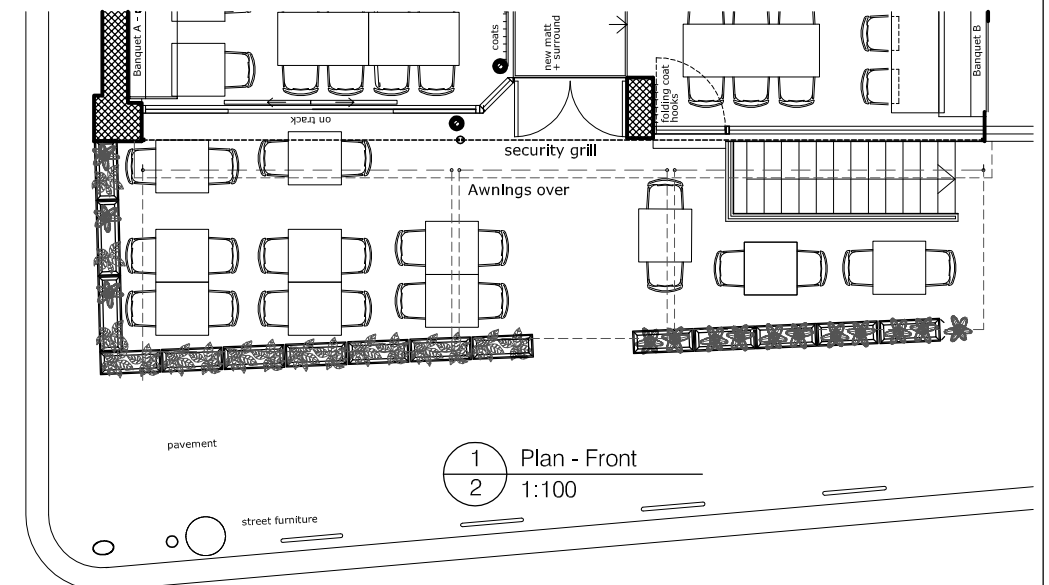 Banquet A -
coats
new matt
+ surround
folding coat
hooks
Banquet B
on track
security grill
Awnings over
pavement
1
Plan - Front
2
1:100
street furniture